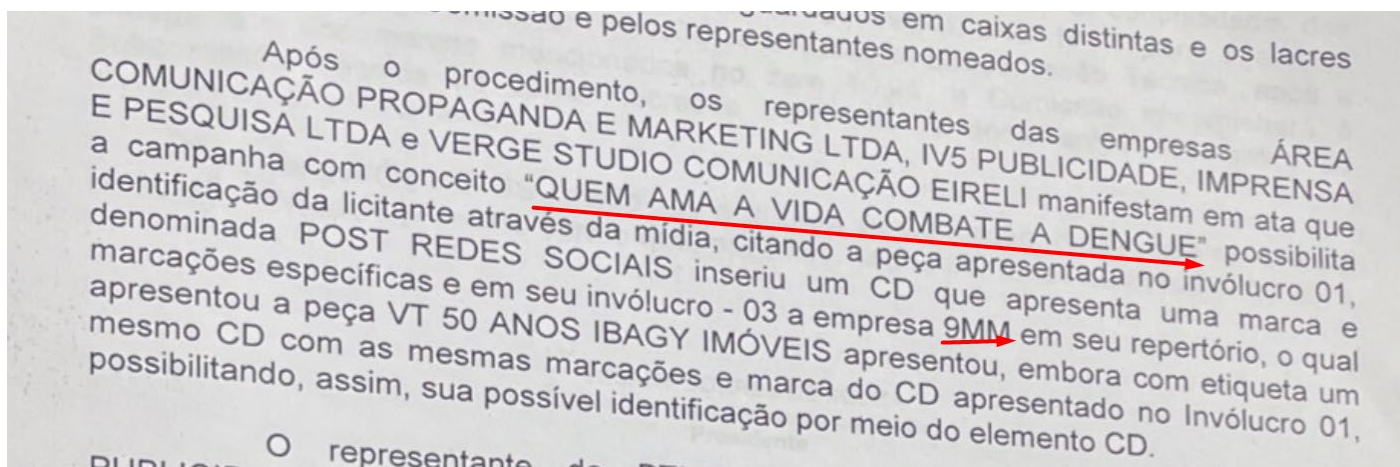 em caixas distintas e os lacres
e pelos representantes nomeados.
Após o procedimento, os representantes das empresas ÁREA
COMUNICAÇÃO PROPAGANDA E MARKETING LTDA, IV5 PUBLICIDADE, IMPRENSA
E PESQUISA LTDA e VERGE STUDIO COMUNICAÇÃO EIRELI manifestam em ata que
a campanha com conceito “QUEM AMA A VIDA COMBATE A DENGUE” possibilita
identificação da licitante através da mídia, citando a peça apresentada no invólucro 01,
denominada POST REDES SOCIAIS inseriu um CD que apresenta uma marca e
marcações específicas e em seu invólucro - 03 a empresa 9MM em seu repertório, o qual
apresentou a peça VT 50 ANOS IBAGY IMÓVEIS apresentou, embora com etiqueta um
mesmo CD com as mesmas marcações e marca do CD apresentado no Invólucro 01,
possibilitando, assim, sua possível identificação por meio do elemento CD.
O representante